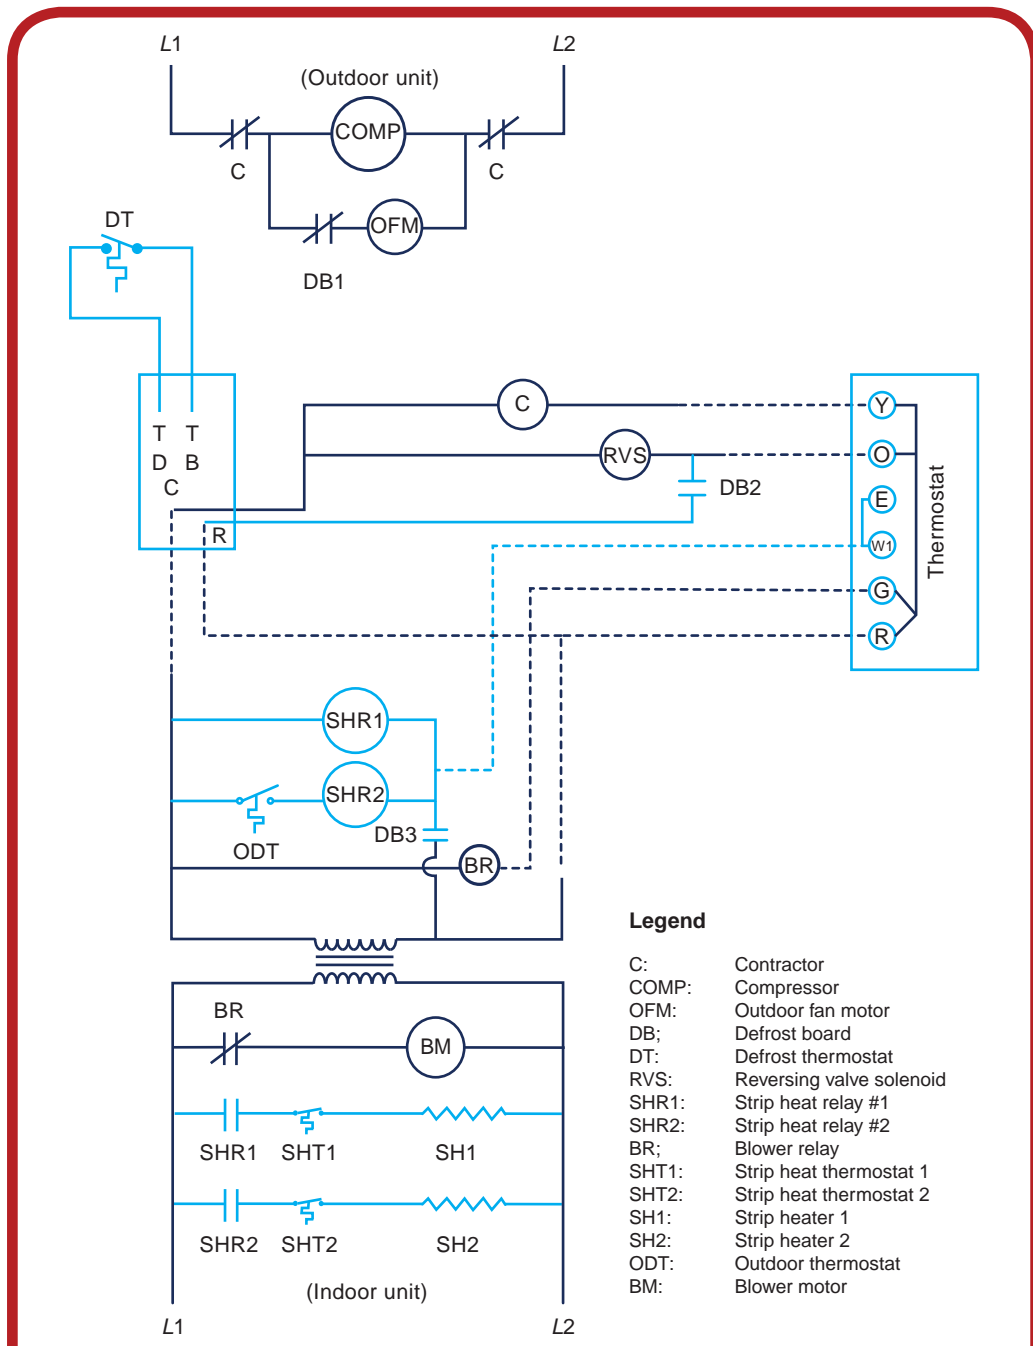 L1
L2
(Outdoor unit)
COMP
C
C
OFM
DB1
DT
T T
D B
C
R
C
RVS
DB2
Y
O
E
W1
G
R
Thermostat
SHR1
SHR2
ODT
DB3
BR
BR
BM
SHR1 SHT1 SH1
SHR2 SHT2 SH2
(Indoor unit)
L1
L2
Legend
C: Contractor
COMP: Compressor
OFM: Outdoor fan motor
DB; Defrost board
DT: Defrost thermostat
RVS: Reversing valve solenoid
SHR1: Strip heat relay #1
SHR2: Strip heat relay #2
BR; Blower relay
SHT1: Strip heat thermostat 1
SHT2: Strip heat thermostat 2
SH1: Strip heater 1
SH2: Strip heater 2
ODT: Outdoor thermostat
BM: Blower motor